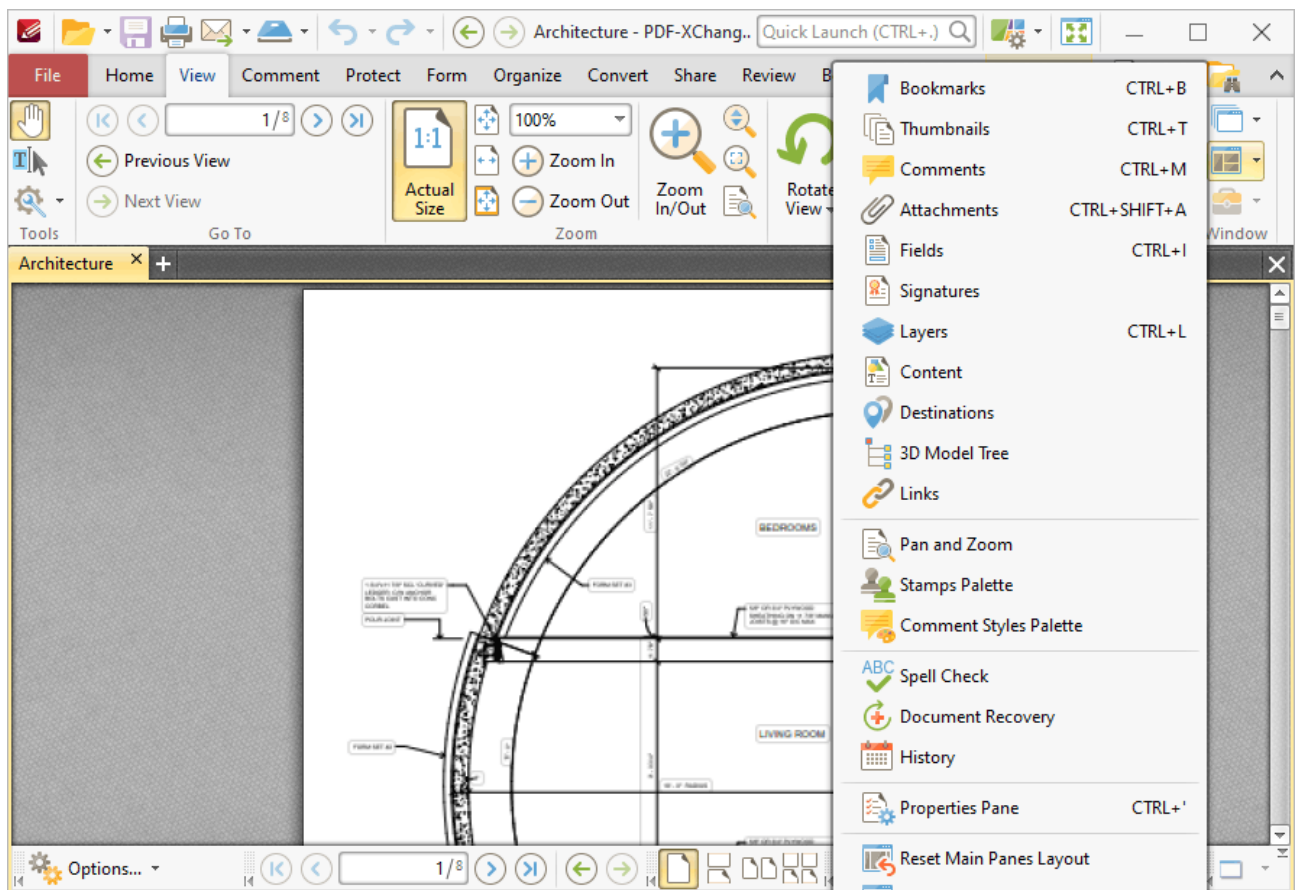 Architecture - PDF-XChang..
Quick Launch (CTRL+.)
File Home View Comment Protect Form Organize Convert Share Review B
1/8
Previous View
Next View
Tools
Go To
1:1
Actual Size
100%
Zoom In
Zoom Out
Zoom In/Out
Zoom
Rotate View
Window
Architecture
Bookmarks CTRL+B
Thumbnails CTRL+T
Comments CTRL+M
Attachments CTRL+SHIFT+A
Fields CTRL+I
Signatures
Layers CTRL+L
Content
Destinations
3D Model Tree
Links
Pan and Zoom
Stamps Palette
Comment Styles Palette
ABC Spell Check
Document Recovery
History
Properties Pane CTRL+'
Reset Main Panes Layout
BEDROOMS
POUR JOINT
LIVING ROOM
Options...
1/8